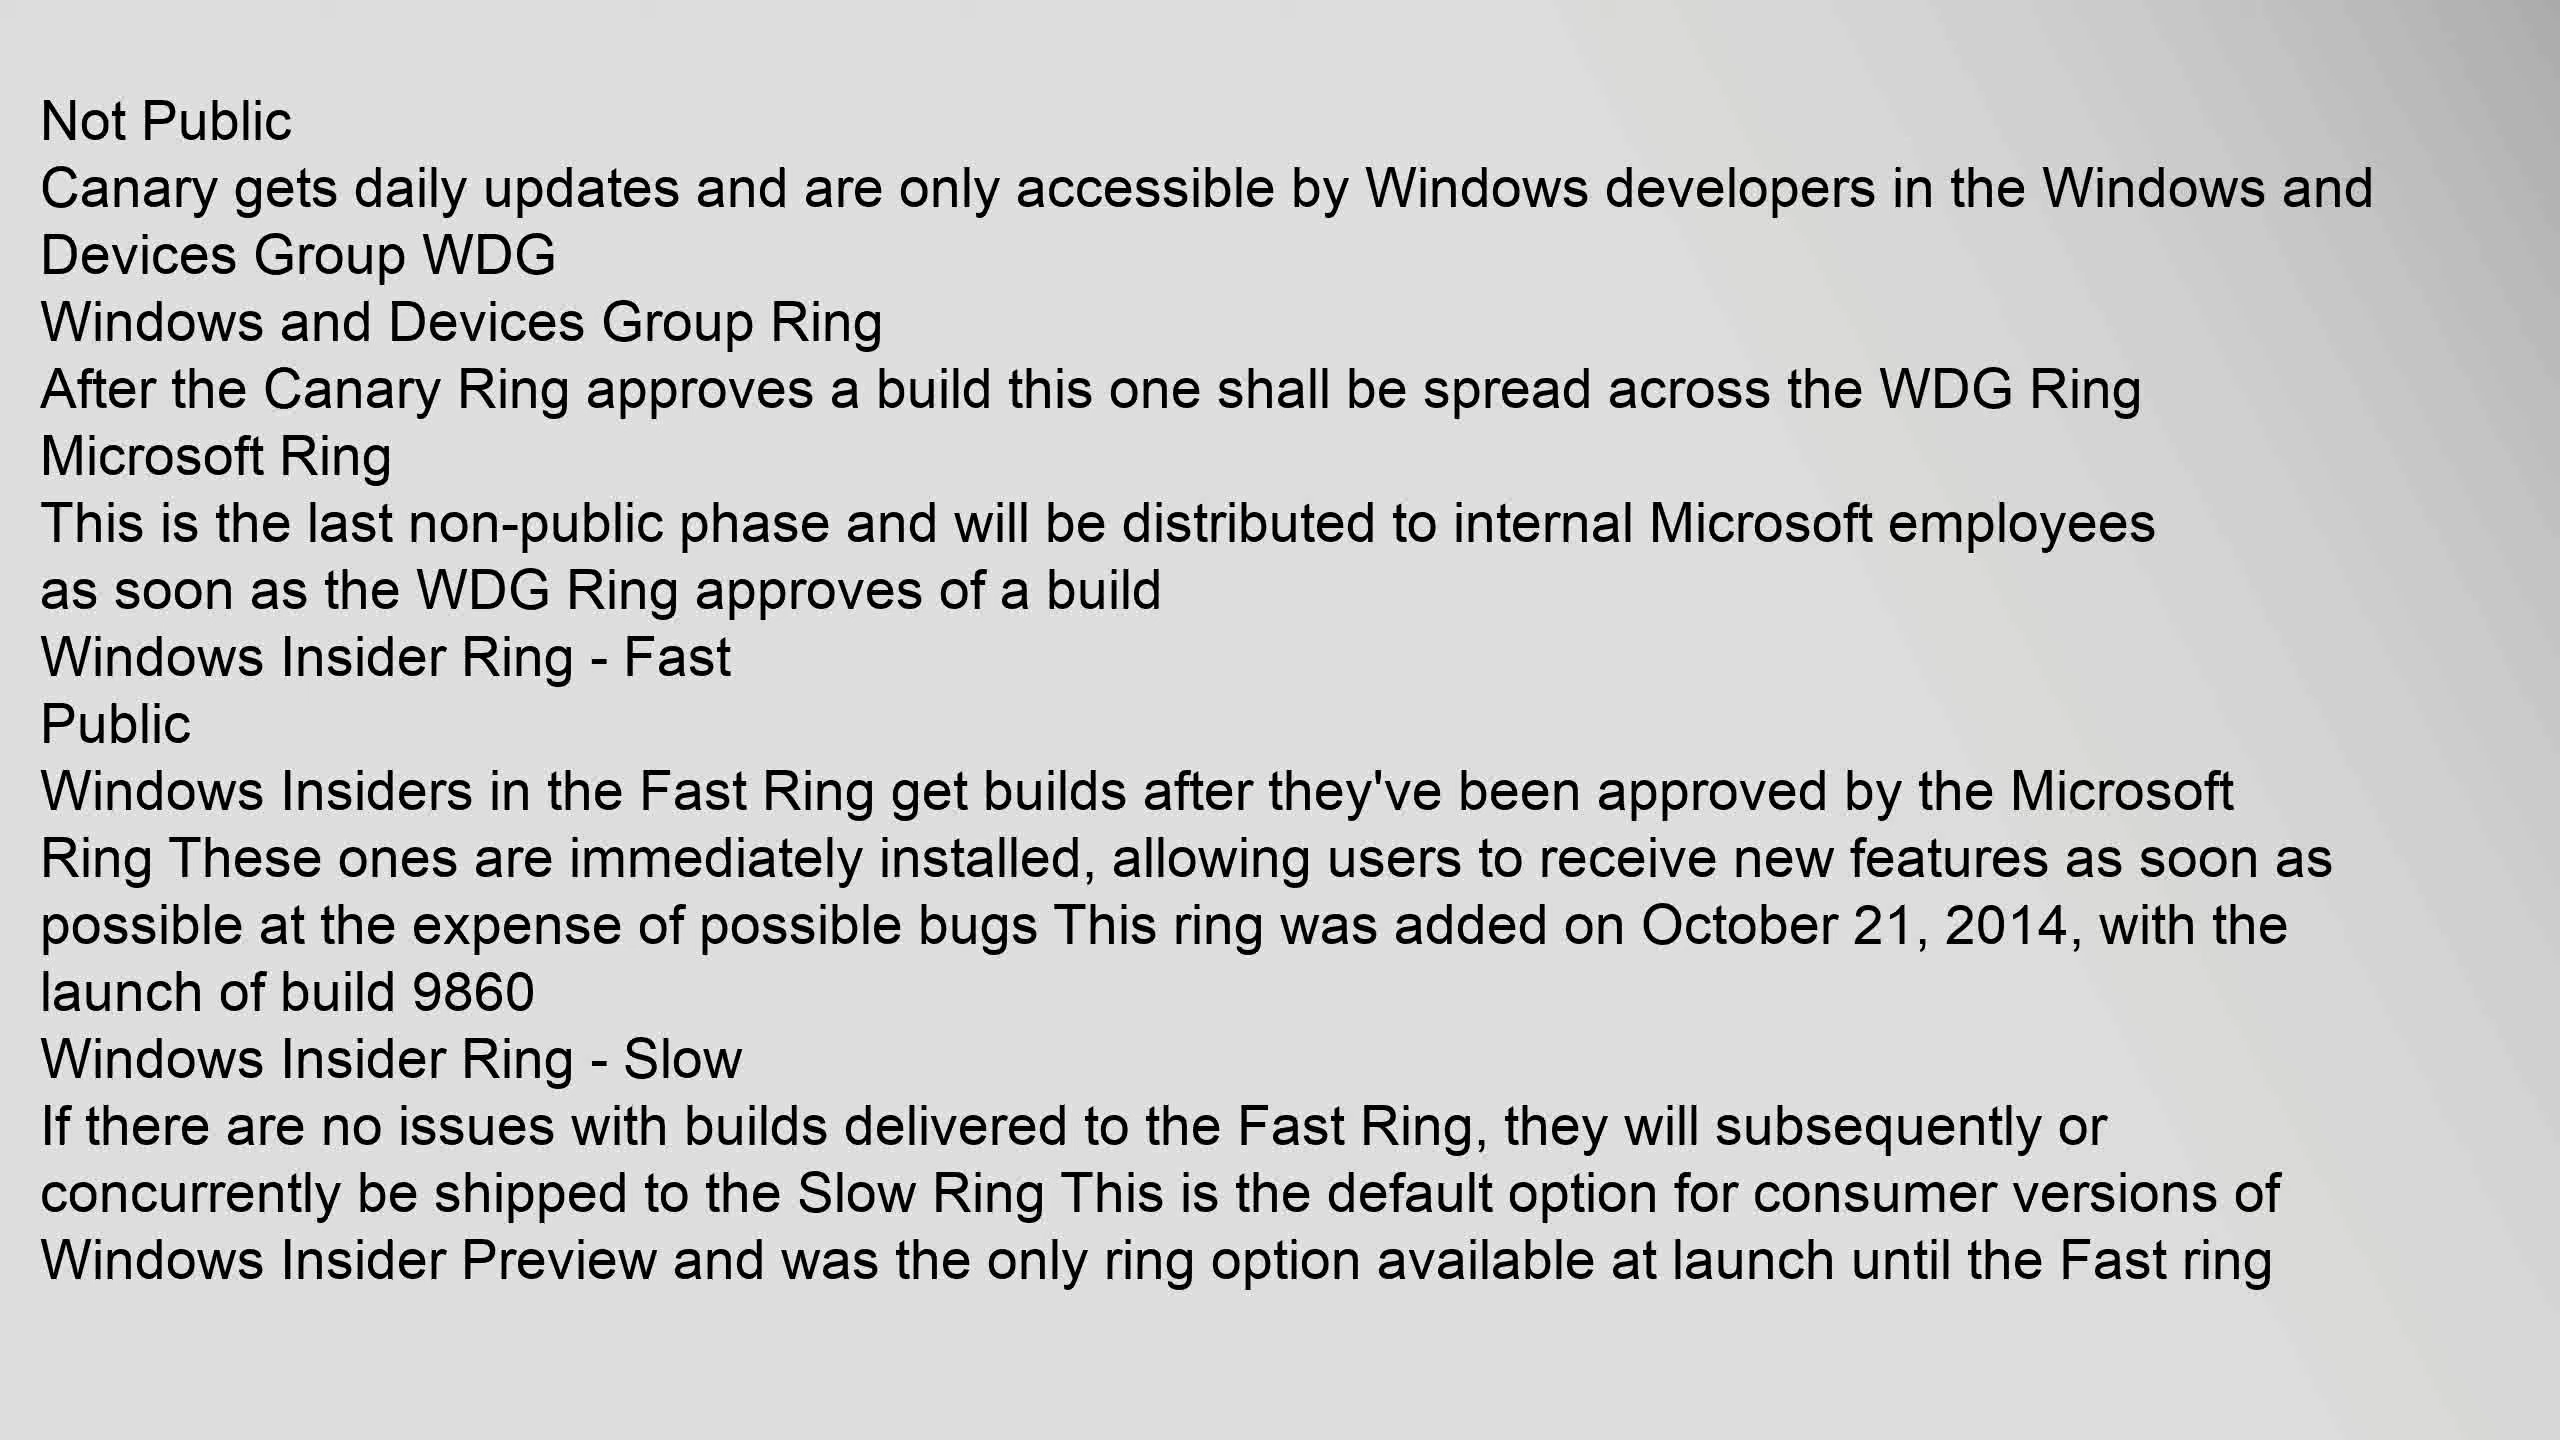 Not Public
Canary gets daily updates and are only accessible by Windows developers in the Windows and
Devices Group WDG
Windows and Devices Group Ring
After the Canary Ring approves a build this one shall be spread across the WDG Ring
Microsoft Ring
This is the last non-public phase and will be distributed to internal Microsoft employees
as soon as the WDG Ring approves of a build
Windows Insider Ring - Fast
Public
Windows Insiders in the Fast Ring get builds after they've been approved by the Microsoft
Ring These ones are immediately installed, allowing users to receive new features as soon as
possible at the expense of possible bugs This ring was added on October 21, 2014, with the
launch of build 9860
Windows Insider Ring - Slow
If there are no issues with builds delivered to the Fast Ring, they will subsequently or
concurrently be shipped to the Slow Ring This is the default option for consumer versions of
Windows Insider Preview and was the only ring option available at launch until the Fast ring